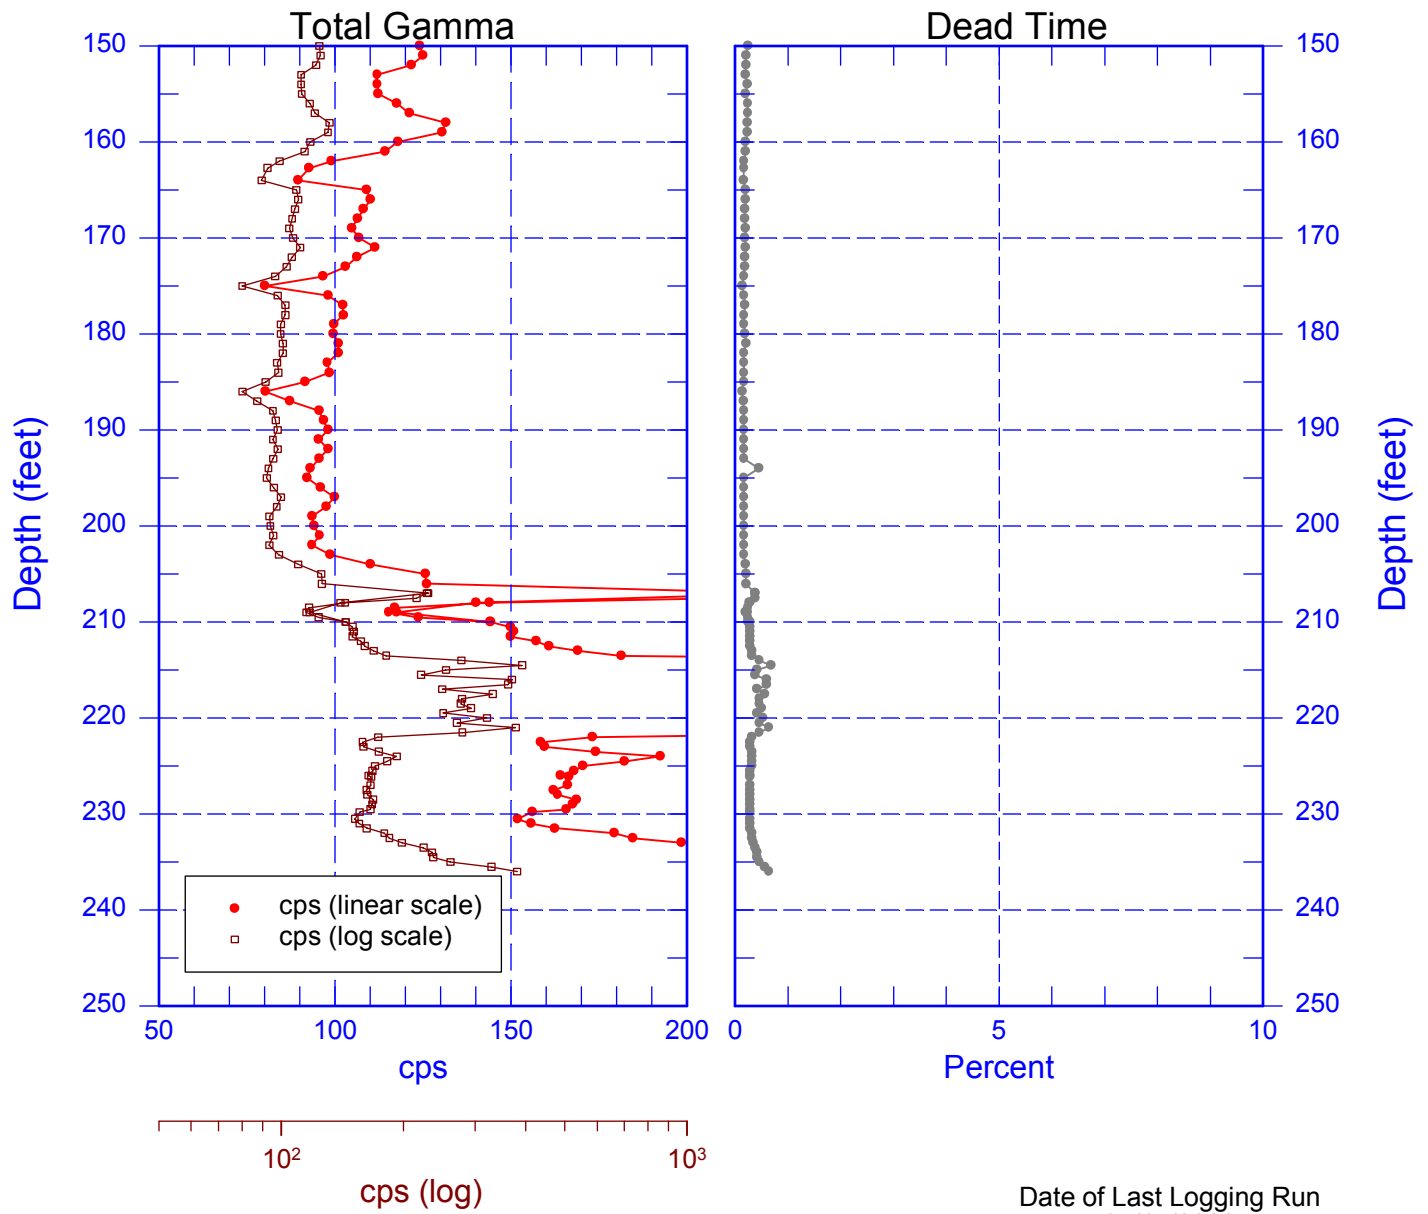 Total Gamma
Dead Time
150
160
170
180
190
200
210
220
230
240
250
Depth (feet)
150
160
170
180
190
200
210
220
230
240
250
Depth (feet)
cps (linear scale)
cps (log scale)
50 100 150 200
cps
0 5 10
Percent
10² 10³
cps (log)
Date of Last Logging Run